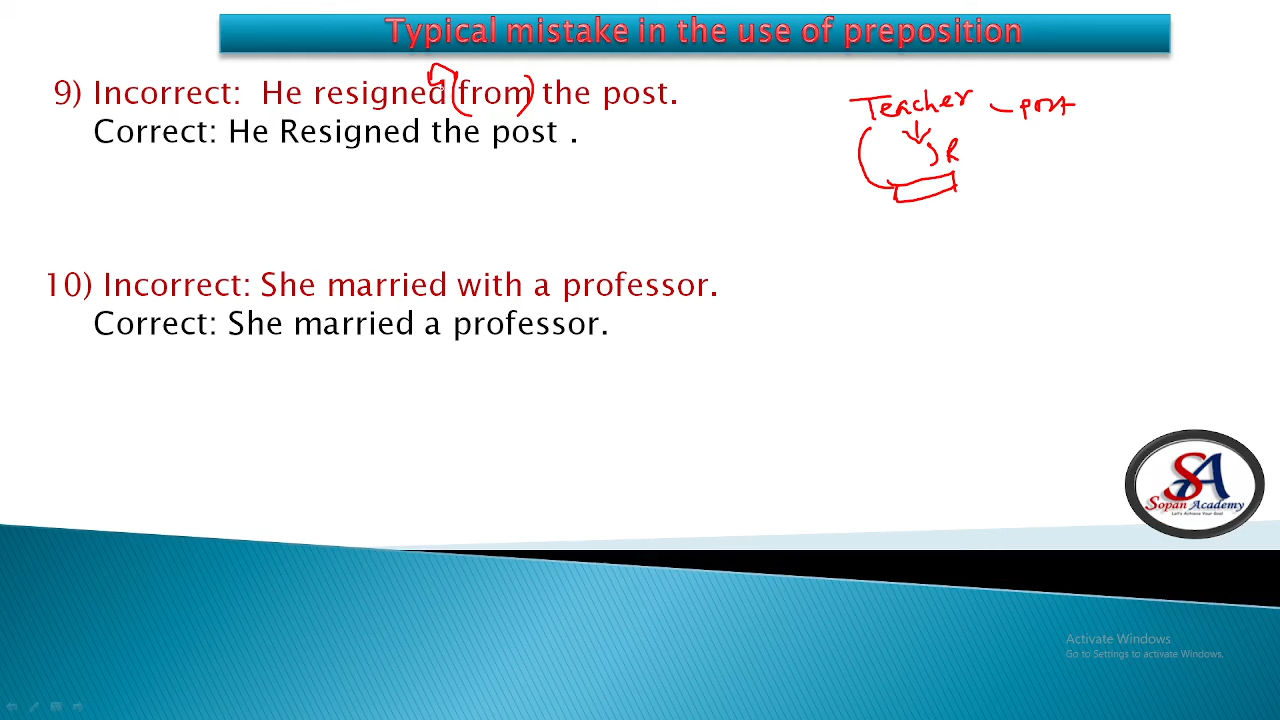 Typical mistake in the use of preposition
9) Incorrect: He resigned from the post.
Correct: He Resigned the post .
Teacher - post
R
10) Incorrect: She married with a professor.
Correct: She married a professor.
SA
Sopan Academy
Let's Achieve Your Goal
Activate Windows
Go to Settings to activate Windows.